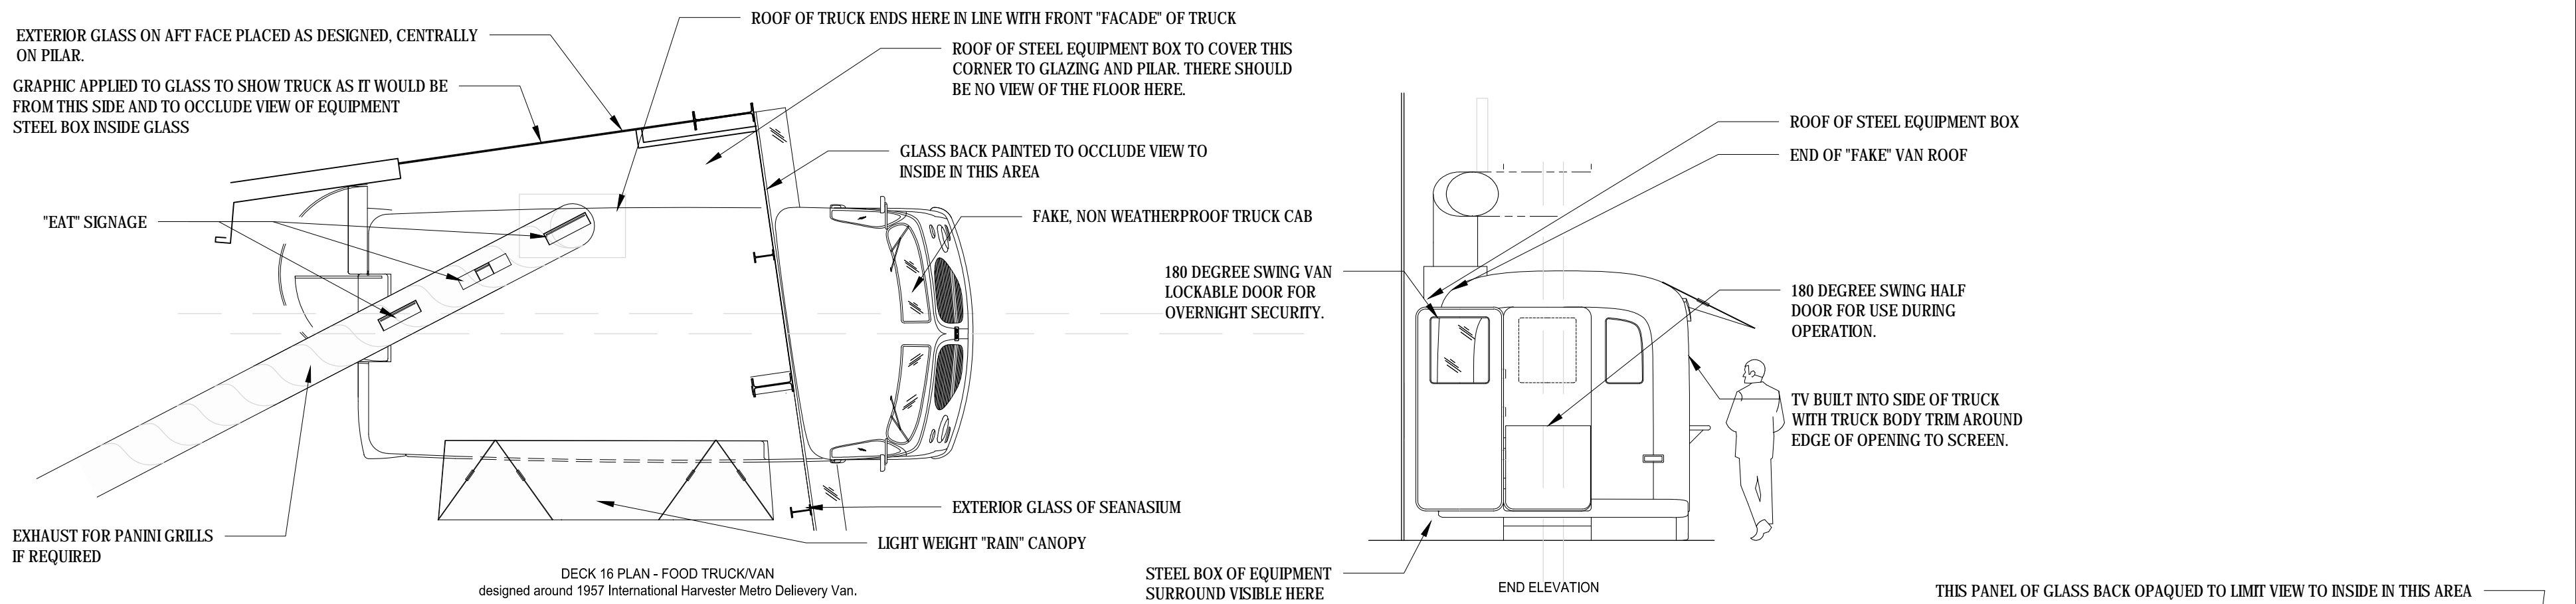 ROOF OF TRUCK ENDS HERE IN LINE WITH FRONT "FACADE" OF TRUCK
EXTERIOR GLASS ON AFT FACE PLACED AS DESIGNED, CENTRALLY
ON PILAR.
GRAPHIC APPLIED TO GLASS TO SHOW TRUCK AS IT WOULD BE
FROM THIS SIDE AND TO OCCLUDE VIEW OF EQUIPMENT
STEEL BOX INSIDE GLASS
ROOF OF STEEL EQUIPMENT BOX TO COVER THIS
CORNER TO GLAZING AND PILAR. THERE SHOULD
BE NO VIEW OF THE FLOOR HERE.
GLASS BACK PAINTED TO OCCLUDE VIEW TO
INSIDE IN THIS AREA
"EAT" SIGNAGE
FAKE, NON WEATHERPROOF TRUCK CAB
EXTERIOR GLASS OF SEANASIUM
LIGHT WEIGHT "RAIN" CANOPY
EXHAUST FOR PANINI GRILLS
IF REQUIRED
DECK 16 PLAN - FOOD TRUCK/VAN
designed around 1957 International Harvester Metro Delievery Van.
ROOF OF STEEL EQUIPMENT BOX
END OF "FAKE" VAN ROOF
180 DEGREE SWING VAN
LOCKABLE DOOR FOR
OVERNIGHT SECURITY.
180 DEGREE SWING HALF
DOOR FOR USE DURING
OPERATION.
TV BUILT INTO SIDE OF TRUCK
WITH TRUCK BODY TRIM AROUND
EDGE OF OPENING TO SCREEN.
STEEL BOX OF EQUIPMENT
SURROUND VISIBLE HERE
END ELEVATION
THIS PANEL OF GLASS BACK OPAQUED TO LIMIT VIEW TO INSIDE IN THIS AREA